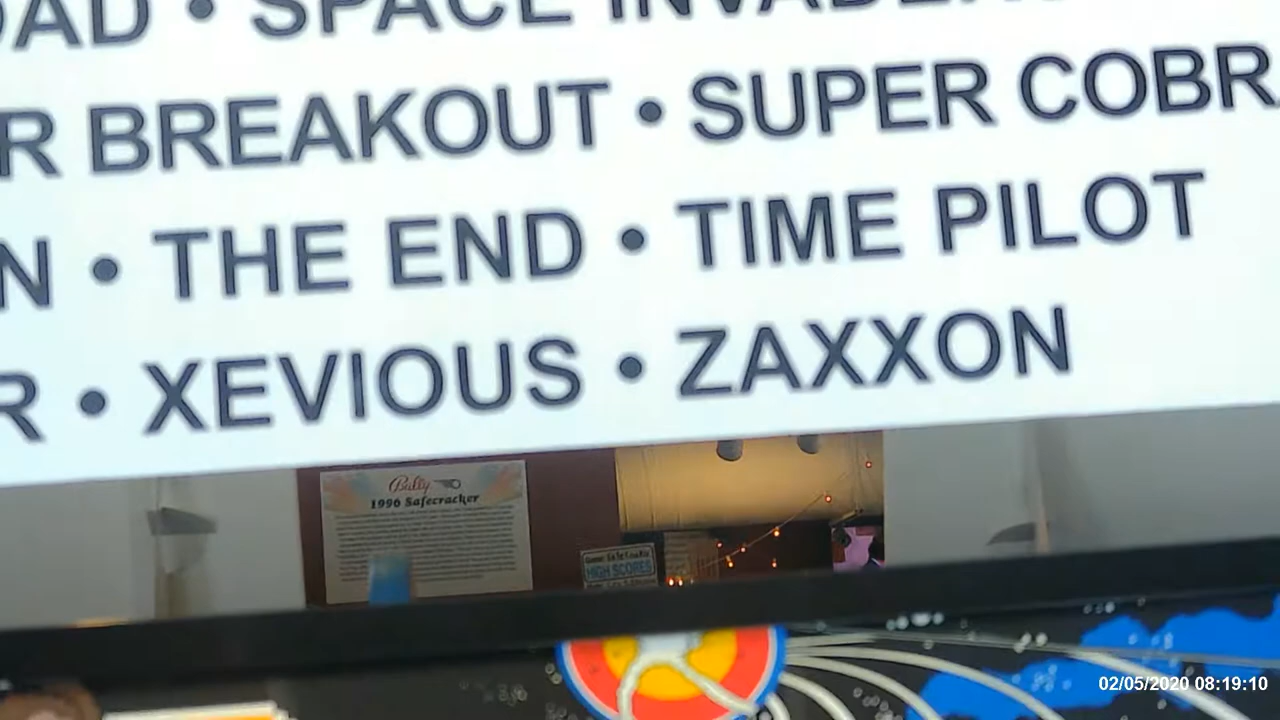 OAD • SPACE INVADER
R BREAKOUT • SUPER COBR
N • THE END • TIME PILOT
R • XEVIOUS • ZAXXON
Bally
1996 Safecracker
HIGH SCORES
02/05/2020 08:19:10